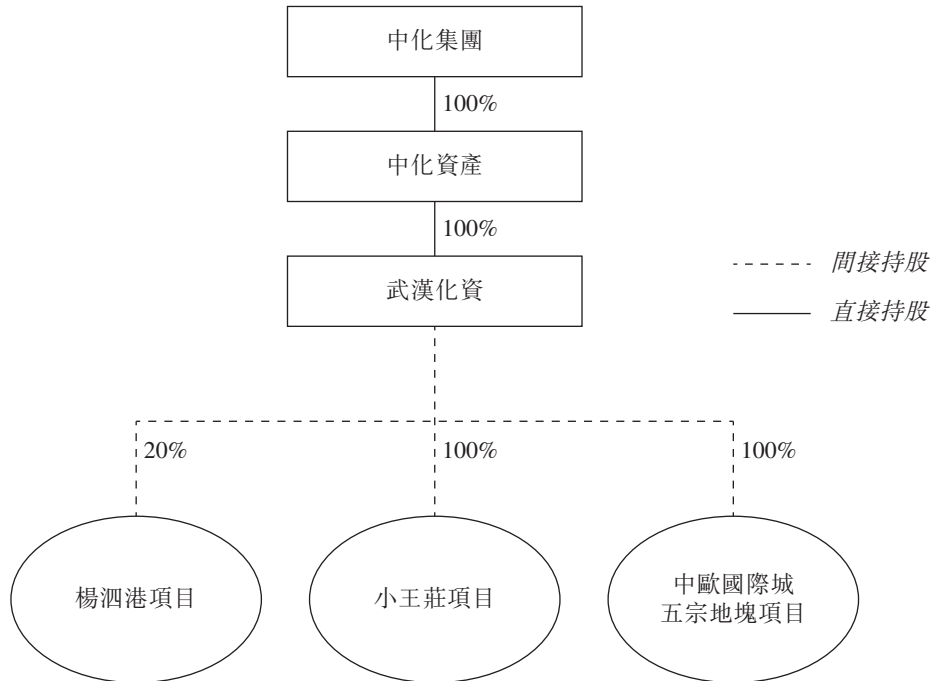 中化集團
100%
中化資產
100%
武漢化資
間接持股
直接持股
20%
100%
100%
楊泗港項目
小王莊項目
中歐國際城
五宗地塊項目